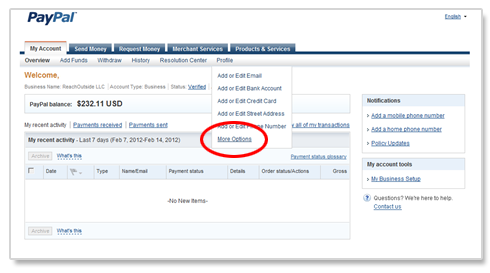 PayPal
English
My Account Send Money Request Money Merchant Services Products & Services
Overview Add Funds Withdraw History Resolution Center Profile
Welcome,
Business Name: ReachOutside LLC Account Type: Business Status: Verified
PayPal balance: $232.11 USD
Add or Edit Email
Add or Edit Bank Account
Add or Edit Credit Card
Add or Edit Street Address
Add or Edit Phone Number
More Options
My recent activity Payments received Payments sent all of my transactions
My recent activity - Last 7 days (Feb 7, 2012-Feb 14, 2012)
Archive What's this Payment status glossary
Date Type Name/Email Payment status Details Order status/Actions Gross
-No New Items-
Archive What's this
Notifications
Add a mobile phone number
Add a home phone number
Policy Updates
My account tools
My Business Setup
Questions? We're here to help.
Contact us